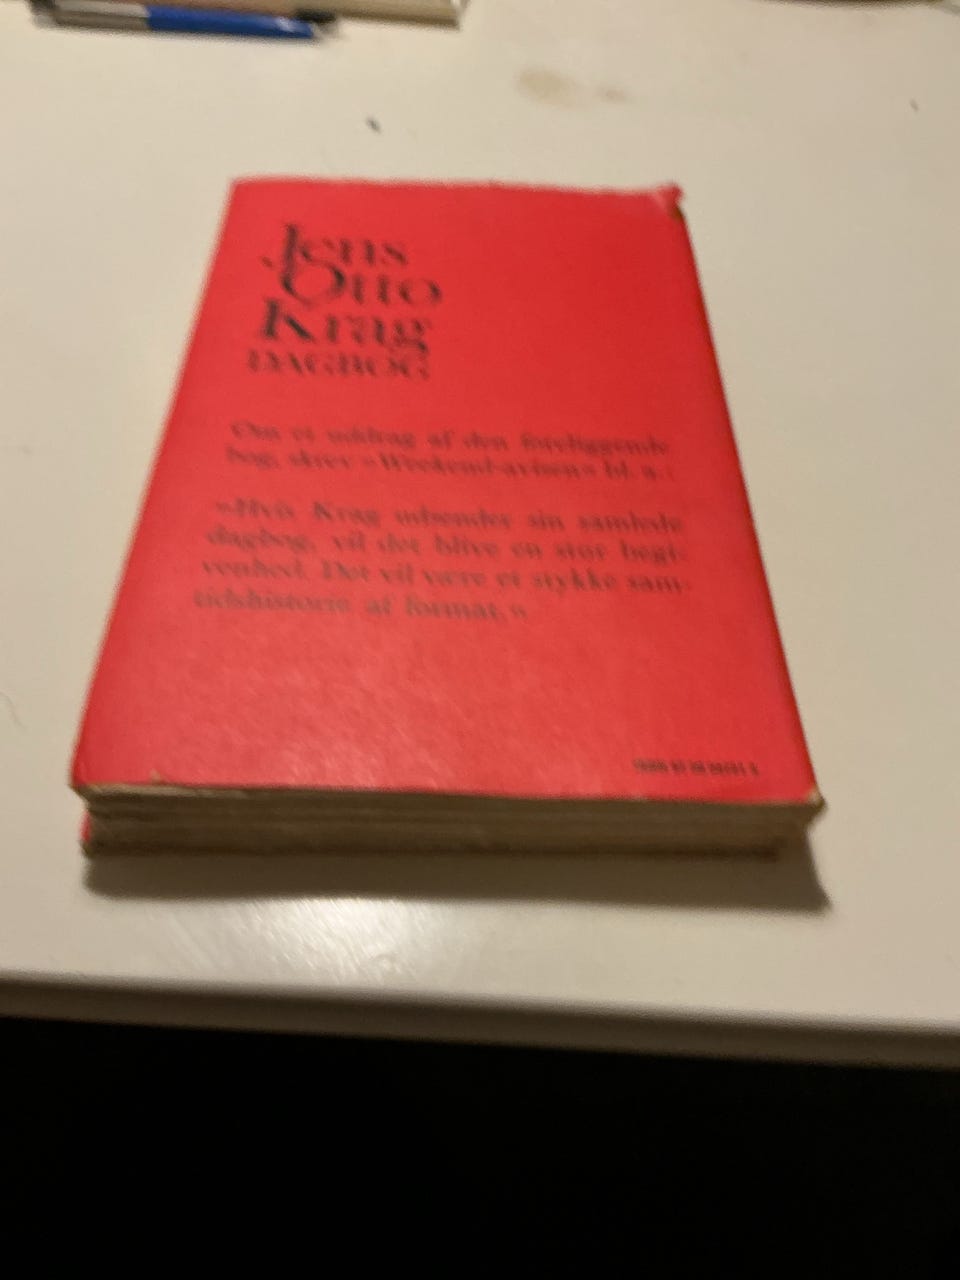 Jens
Otto
Krag
DAGBOG
Om et uddrag af den foreliggende
bog, skrev »Weekend-avisen« bl. a.:
»Hvis Krag udsender sin samlede
dagbog, vil det blive en stor begi-
venhed. Det vil være et stykke sam-
tidshistorie af format.«
ISBN